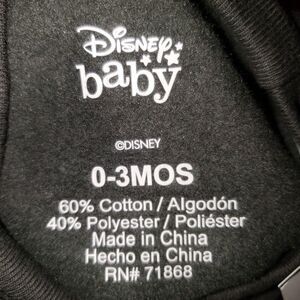 Disney
baby
©DISNEY
0-3MOS
60% Cotton / Algodón
40% Polyester / Poliéster
Made in China
Hecho en China
RN# 71868